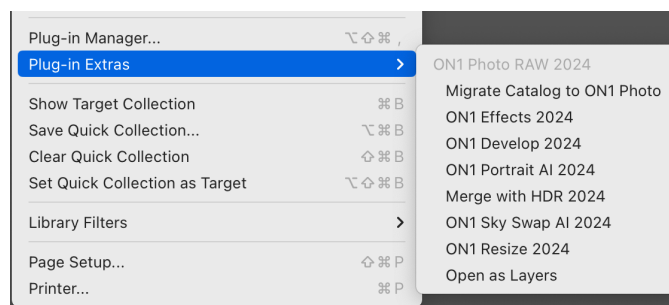 Plug-in Manager... ⌥⇧⌘ ,
Plug-in Extras
Show Target Collection ⌘ B
Save Quick Collection... ⌥⌘ B
Clear Quick Collection ⇧⌘ B
Set Quick Collection as Target ⌥⇧⌘ B
Library Filters
Page Setup... ⇧⌘ P
Printer... ⌘ P
ON1 Photo RAW 2024
Migrate Catalog to ON1 Photo
ON1 Effects 2024
ON1 Develop 2024
ON1 Portrait AI 2024
Merge with HDR 2024
ON1 Sky Swap AI 2024
ON1 Resize 2024
Open as Layers